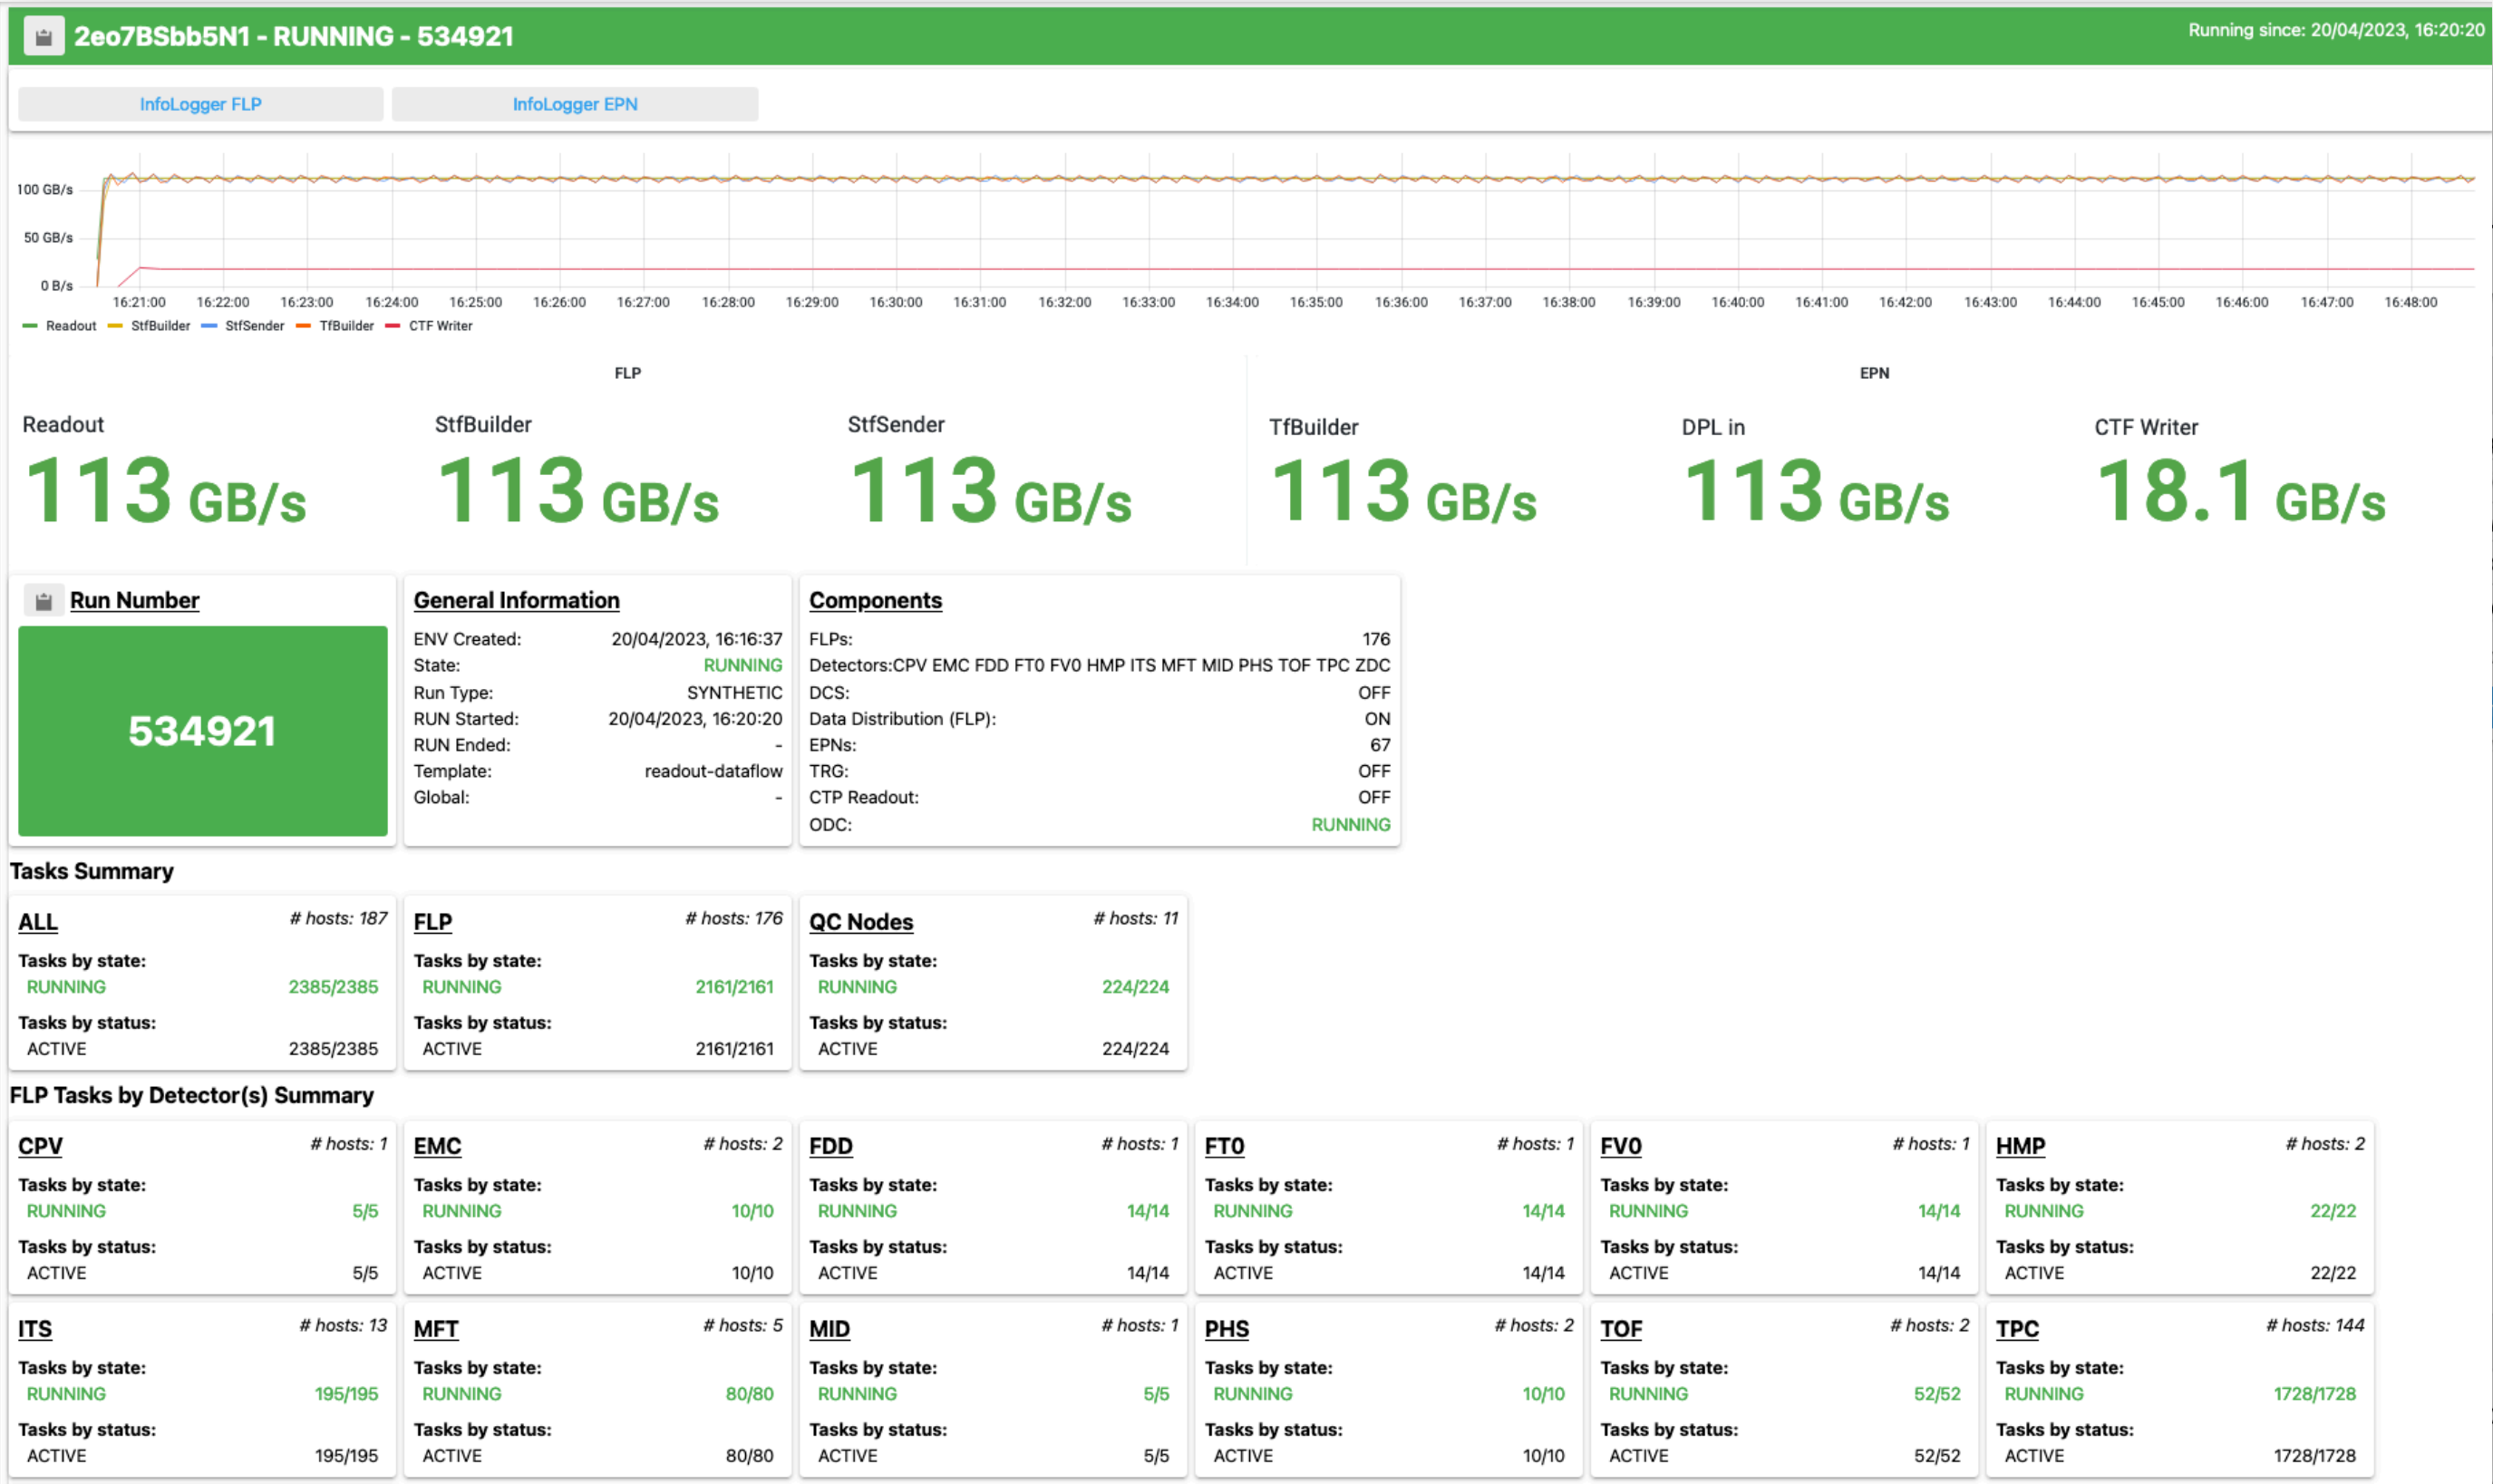 2eo7BSbb5N1 - RUNNING - 534921
Running since: 20/04/2023, 16:20:20
InfoLogger FLP
InfoLogger EPN
100 GB/s
50 GB/s
0 B/s
16:21:00 16:22:00 16:23:00 16:24:00 16:25:00 16:26:00 16:27:00 16:28:00 16:29:00 16:30:00 16:31:00 16:32:00 16:33:00 16:34:00 16:35:00 16:36:00 16:37:00 16:38:00 16:39:00 16:40:00 16:41:00 16:42:00 16:43:00 16:44:00 16:45:00 16:46:00 16:47:00 16:48:00
Readout StfBuilder StfSender TfBuilder CTF Writer
FLP
Readout
113 GB/s
StfBuilder
113 GB/s
StfSender
113 GB/s
EPN
TfBuilder
113 GB/s
DPL in
113 GB/s
CTF Writer
18.1 GB/s
Run Number
534921
General Information
ENV Created: 20/04/2023, 16:16:37
State: RUNNING
Run Type: SYNTHETIC
RUN Started: 20/04/2023, 16:20:20
RUN Ended: -
Template: readout-dataflow
Global: -
Components
FLPs: 176
Detectors:CPV EMC FDD FT0 FV0 HMP ITS MFT MID PHS TOF TPC ZDC
DCS: OFF
Data Distribution (FLP): ON
EPNs: 67
TRG: OFF
CTP Readout: OFF
ODC: RUNNING
Tasks Summary
ALL # hosts: 187
Tasks by state:
RUNNING 2385/2385
Tasks by status:
ACTIVE 2385/2385
FLP # hosts: 176
Tasks by state:
RUNNING 2161/2161
Tasks by status:
ACTIVE 2161/2161
QC Nodes # hosts: 11
Tasks by state:
RUNNING 224/224
Tasks by status:
ACTIVE 224/224
FLP Tasks by Detector(s) Summary
CPV # hosts: 1
Tasks by state:
RUNNING 5/5
Tasks by status:
ACTIVE 5/5
EMC # hosts: 2
Tasks by state:
RUNNING 10/10
Tasks by status:
ACTIVE 10/10
FDD # hosts: 1
Tasks by state:
RUNNING 14/14
Tasks by status:
ACTIVE 14/14
FT0 # hosts: 1
Tasks by state:
RUNNING 14/14
Tasks by status:
ACTIVE 14/14
FV0 # hosts: 1
Tasks by state:
RUNNING 14/14
Tasks by status:
ACTIVE 14/14
HMP # hosts: 2
Tasks by state:
RUNNING 22/22
Tasks by status:
ACTIVE 22/22
ITS # hosts: 13
Tasks by state:
RUNNING 195/195
Tasks by status:
ACTIVE 195/195
MFT # hosts: 5
Tasks by state:
RUNNING 80/80
Tasks by status:
ACTIVE 80/80
MID # hosts: 1
Tasks by state:
RUNNING 5/5
Tasks by status:
ACTIVE 5/5
PHS # hosts: 2
Tasks by state:
RUNNING 10/10
Tasks by status:
ACTIVE 10/10
TOF # hosts: 2
Tasks by state:
RUNNING 52/52
Tasks by status:
ACTIVE 52/52
TPC # hosts: 144
Tasks by state:
RUNNING 1728/1728
Tasks by status:
ACTIVE 1728/1728